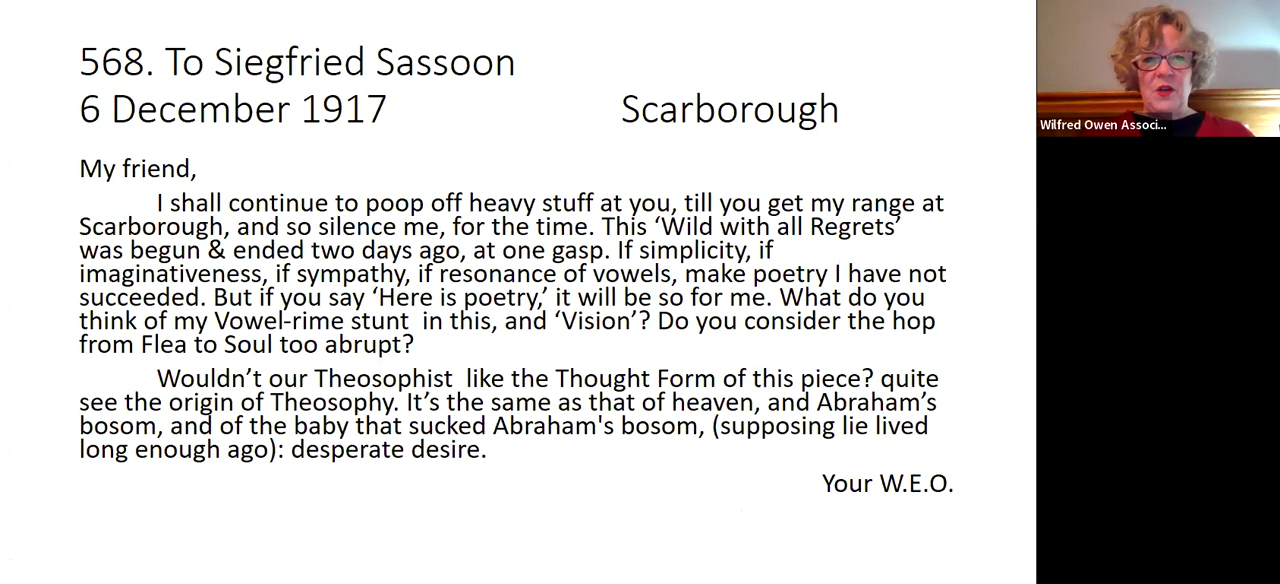 568. To Siegfried Sassoon
6 December 1917 Scarborough
My friend,
I shall continue to poop off heavy stuff at you, till you get my range at
Scarborough, and so silence me, for the time. This ‘Wild with all Regrets’
was begun & ended two days ago, at one gasp. If simplicity, if
imaginativeness, if sympathy, if resonance of vowels, make poetry I have not
succeeded. But if you say ‘Here is poetry,’ it will be so for me. What do you
think of my Vowel-rime stunt in this, and ‘Vision’? Do you consider the hop
from Flea to Soul too abrupt?
Wouldn’t our Theosophist like the Thought Form of this piece? quite
see the origin of Theosophy. It’s the same as that of heaven, and Abraham’s
bosom, and of the baby that sucked Abraham's bosom, (supposing lie lived
long enough ago): desperate desire.
Your W.E.O.
Wilfred Owen Associ...